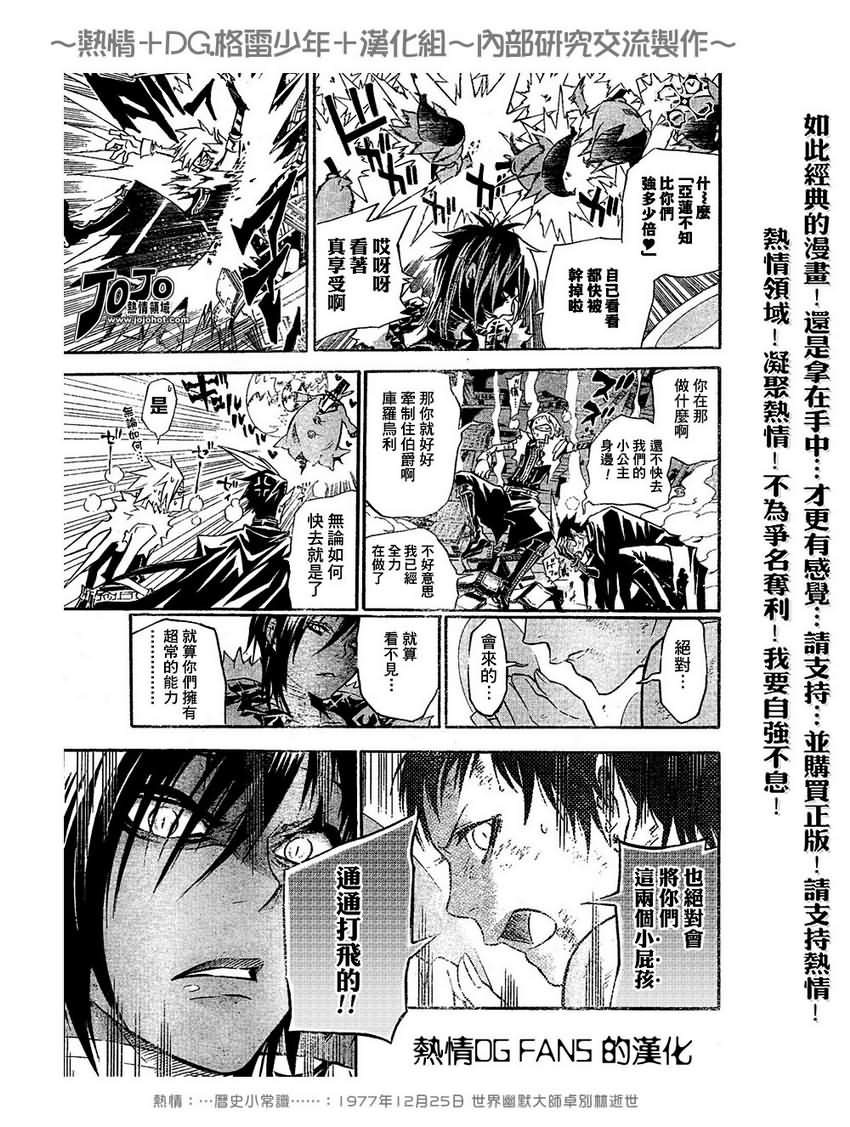 ～熱情＋D.G.格雷少年＋漢化組～內部研究交流製作～
什~麼
「亞蓮不知
比你們
強多少倍♥」
自己看看
都快被
幹掉啦
哎呀呀
看著
真享受啊
JOJO
熱情領域
www.jojohot.com
你在那
做什麼啊
還不快去
我們的
小公主
身邊！
那你就好好
牽制住伯爵啊
庫羅烏利
不好意思
我已經
全力
在做了
無論如何
快去就是了
是
無論如何…
絕對…
會來的…
就算
看不見…
就算你們擁有
超常的能力
…………
也絕對會
將你們
這兩個小屁孩
通通打飛的!!
熱情DG FANS 的漢化
熱情：…曆史小常識……：1977年12月25日 世界幽默大師卓別林逝世
如此經典的漫畫！還是拿在手中…才更有感覺…請支持…並購買正版！請支持熱情！
熱情領域！凝聚熱情！不為爭名奪利！我要自強不息！